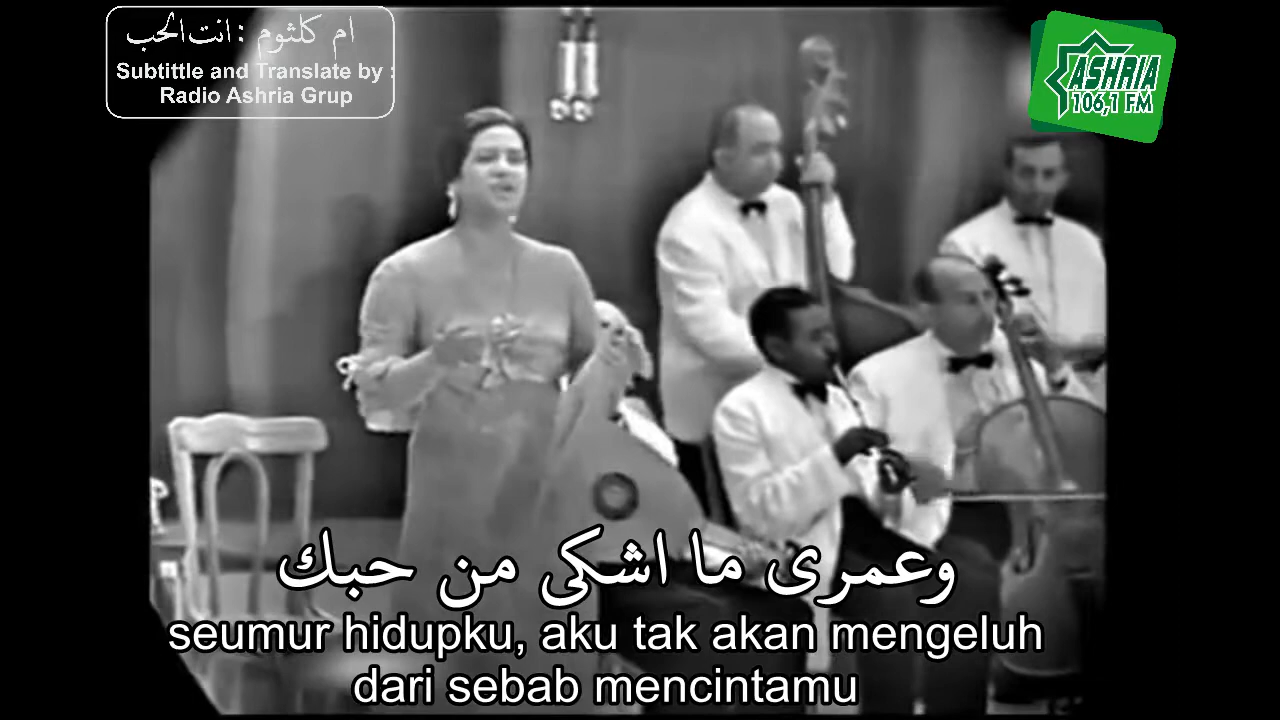 ام كلثوم : انت الحب
Subtittle and Translate by :
Radio Ashria Grup
ASHRIA
106,1 FM
وعمرى ما اشكى من حبك
seumur hidupku, aku tak akan mengeluh
dari sebab mencintamu